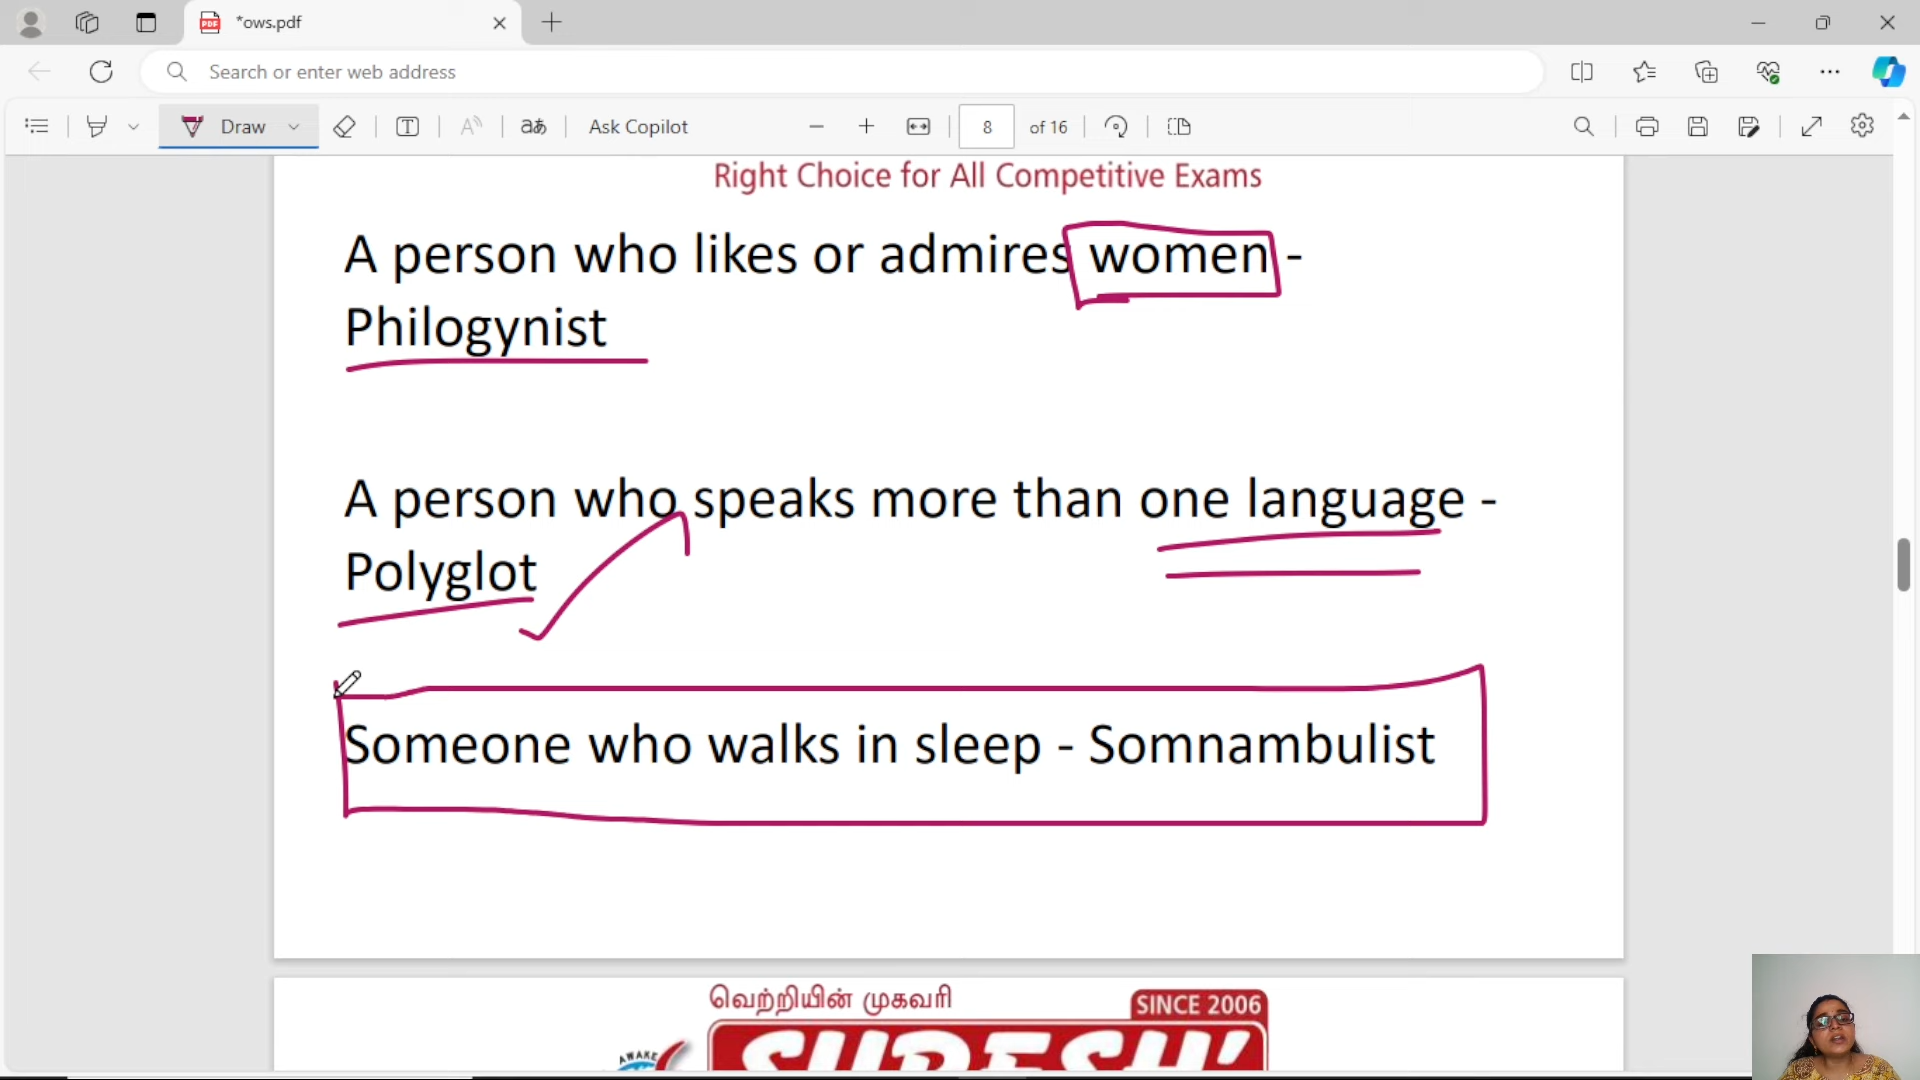 *ows.pdf
Search or enter web address
Draw
Ask Copilot
8 of 16
Right Choice for All Competitive Exams
A person who likes or admires women -
Philogynist
A person who speaks more than one language -
Polyglot
Someone who walks in sleep - Somnambulist
வெற்றியின் முகவரி
SINCE 2006
AWAKE
SURESH'